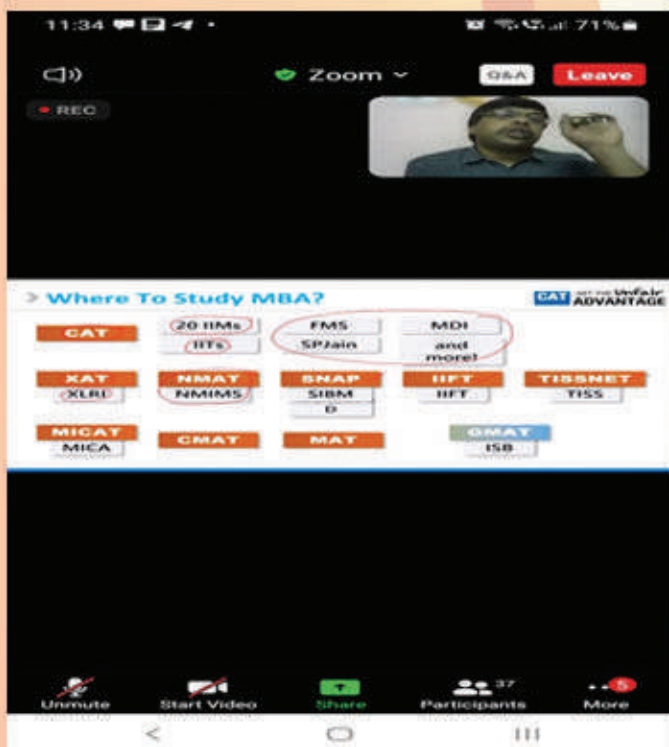 11:34
71%
Zoom
Q&A
Leave
REC
Where To Study MBA?
CAT
Unfair
ADVANTAGE
CAT
20 IIMs
FMS
MDI
IITs
SPJain
and
more!
XAT
NMAT
SNAP
IIFT
TISSNET
XLRI
NMIMS
SIBM
IIFT
TISS
D
MICAT
CMAT
MAT
GMAT
MICA
ISB
37
5
Unmute
Start Video
Share
Participants
More